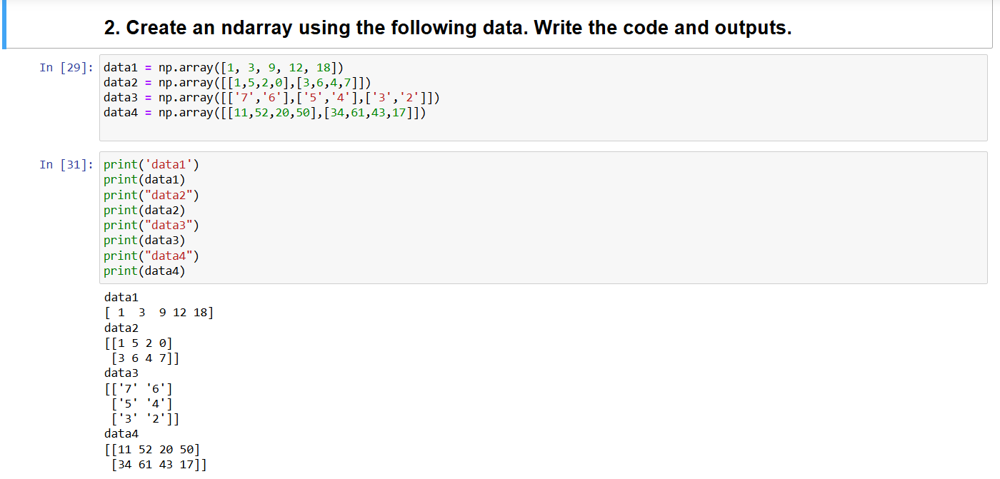 2. Create an ndarray using the following data. Write the code and outputs.
In [29]: data1 = np.array([1, 3, 9, 12, 18])
data2 = np.array([[1,5,2,0],[3,6,4,7]])
data3 = np.array([['7','6'],['5','4'],['3','2']])
data4 = np.array([[11,52,20,50],[34,61,43,17]])
In [31]: print('data1')
print(data1)
print("data2")
print(data2)
print("data3")
print(data3)
print("data4")
print(data4)
data1
[ 1  3  9 12 18]
data2
[[1 5 2 0]
 [3 6 4 7]]
data3
[['7' '6']
 ['5' '4']
 ['3' '2']]
data4
[[11 52 20 50]
 [34 61 43 17]]